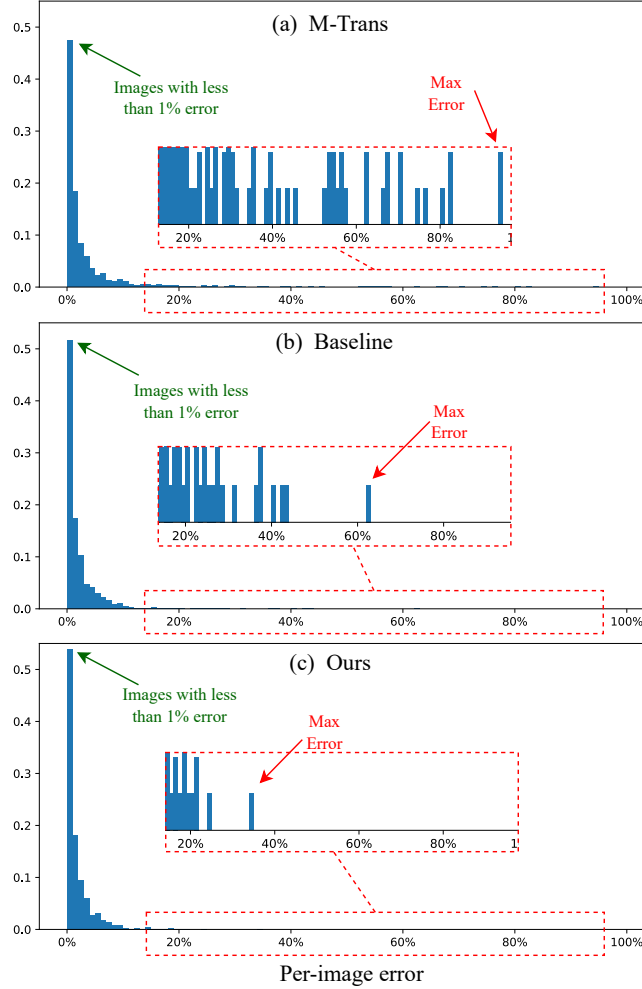 (a) M-Trans
0.5
Images with less
than 1% error
Max
Error
0.4
0.3
0.2
20% 40% 60% 80% 1
0.1
0.0
0% 20% 40% 60% 80% 100%
(b) Baseline
0.5
Images with less
than 1% error
Max
Error
0.4
0.3
0.2
20% 40% 60% 80%
0.1
0.0
0% 20% 40% 60% 80% 100%
(c) Ours
0.5
Images with less
than 1% error
Max
Error
0.4
0.3
0.2
20% 40% 60% 80% 1
0.1
0.0
0% 20% 40% 60% 80% 100%
Per-image error